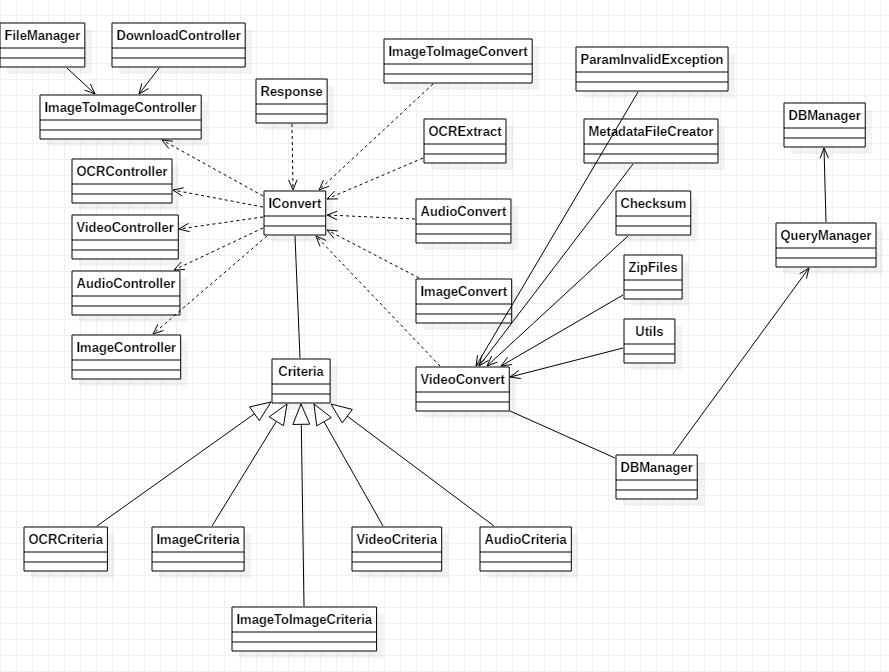 FileManager
DownloadController
ImageToImageConvert
ParamInvalidException
ImageToImageController
Response
DBManager
OCRExtract
MetadataFileCreator
OCRController
IConvert
AudioConvert
Checksum
VideoController
QueryManager
AudioController
ImageConvert
ZipFiles
ImageController
Utils
Criteria
VideoConvert
DBManager
OCRCriteria
ImageCriteria
VideoCriteria
AudioCriteria
ImageToImageCriteria